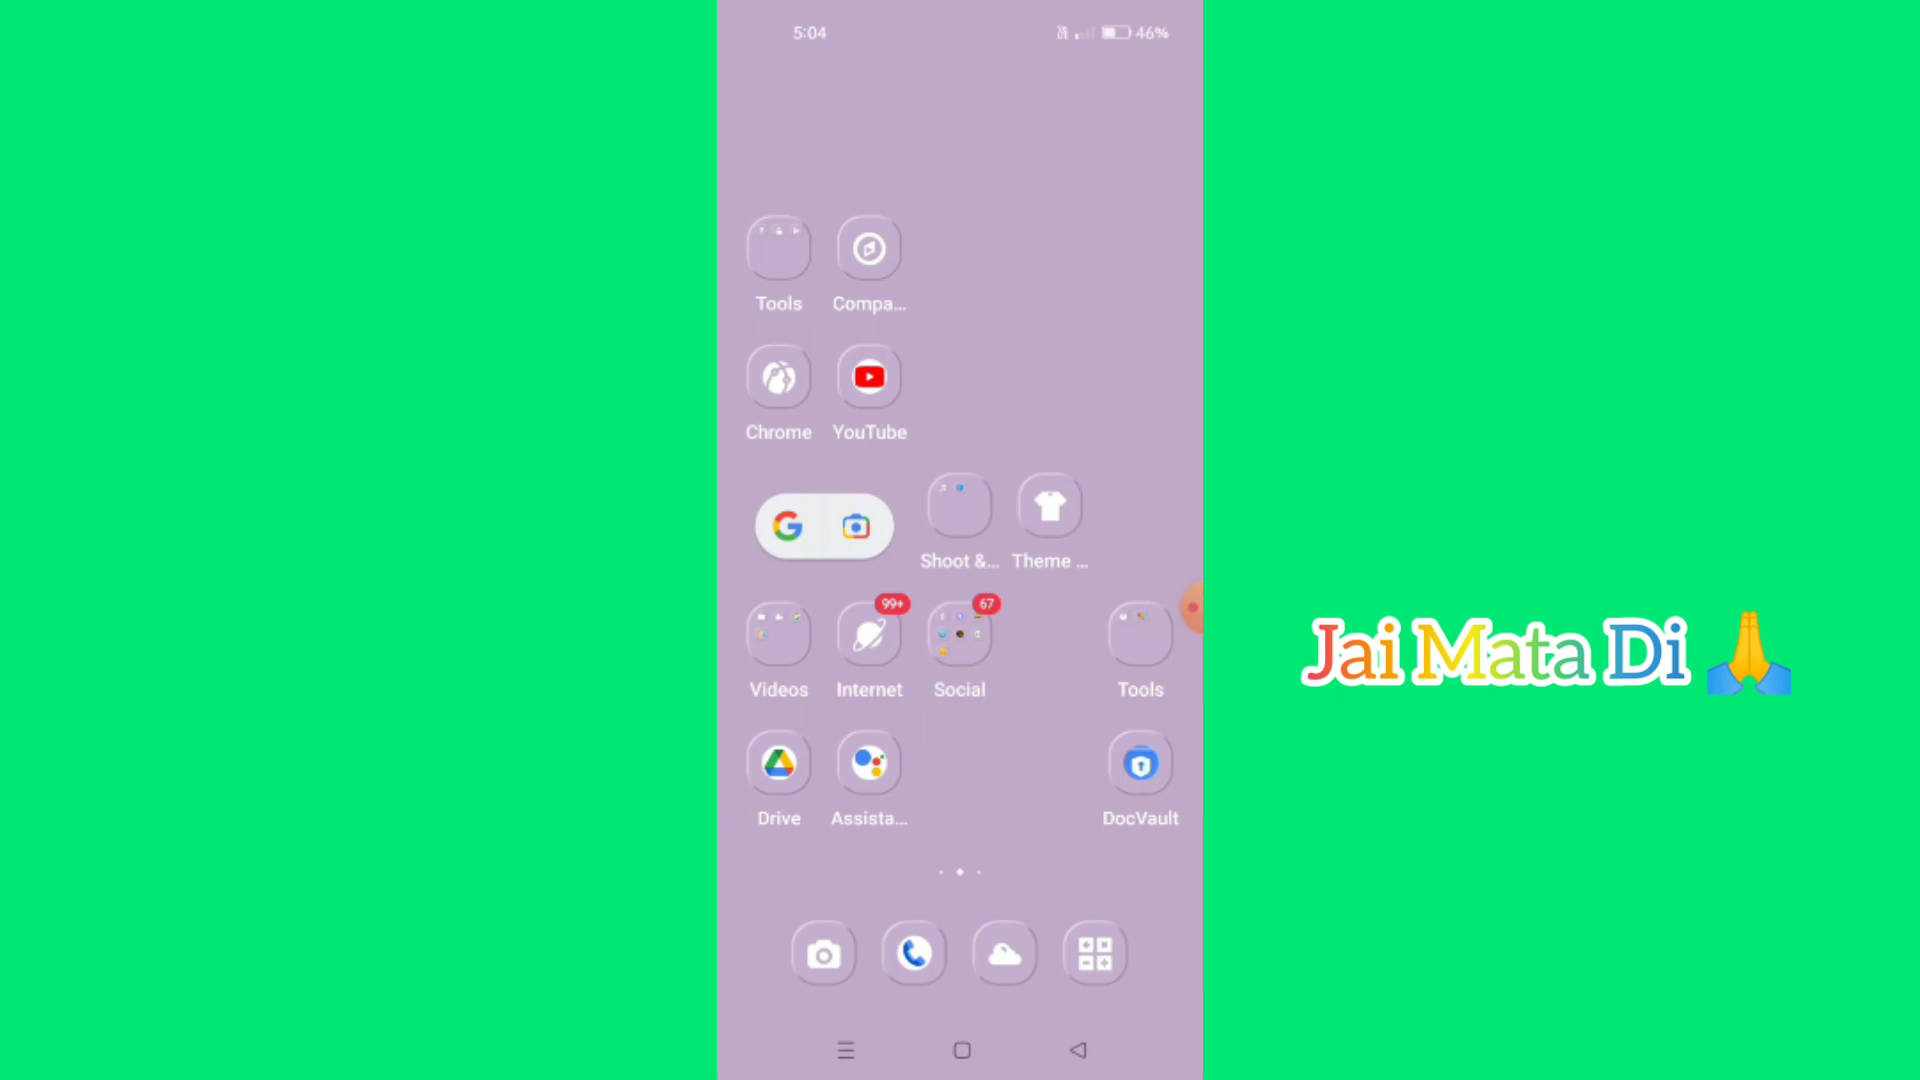 5:04
46%
Tools Compa...
Chrome YouTube
Shoot &... Theme ...
99+ 67
Videos Internet Social Tools
Jai Mata Di 🙏
Drive Assista... DocVault